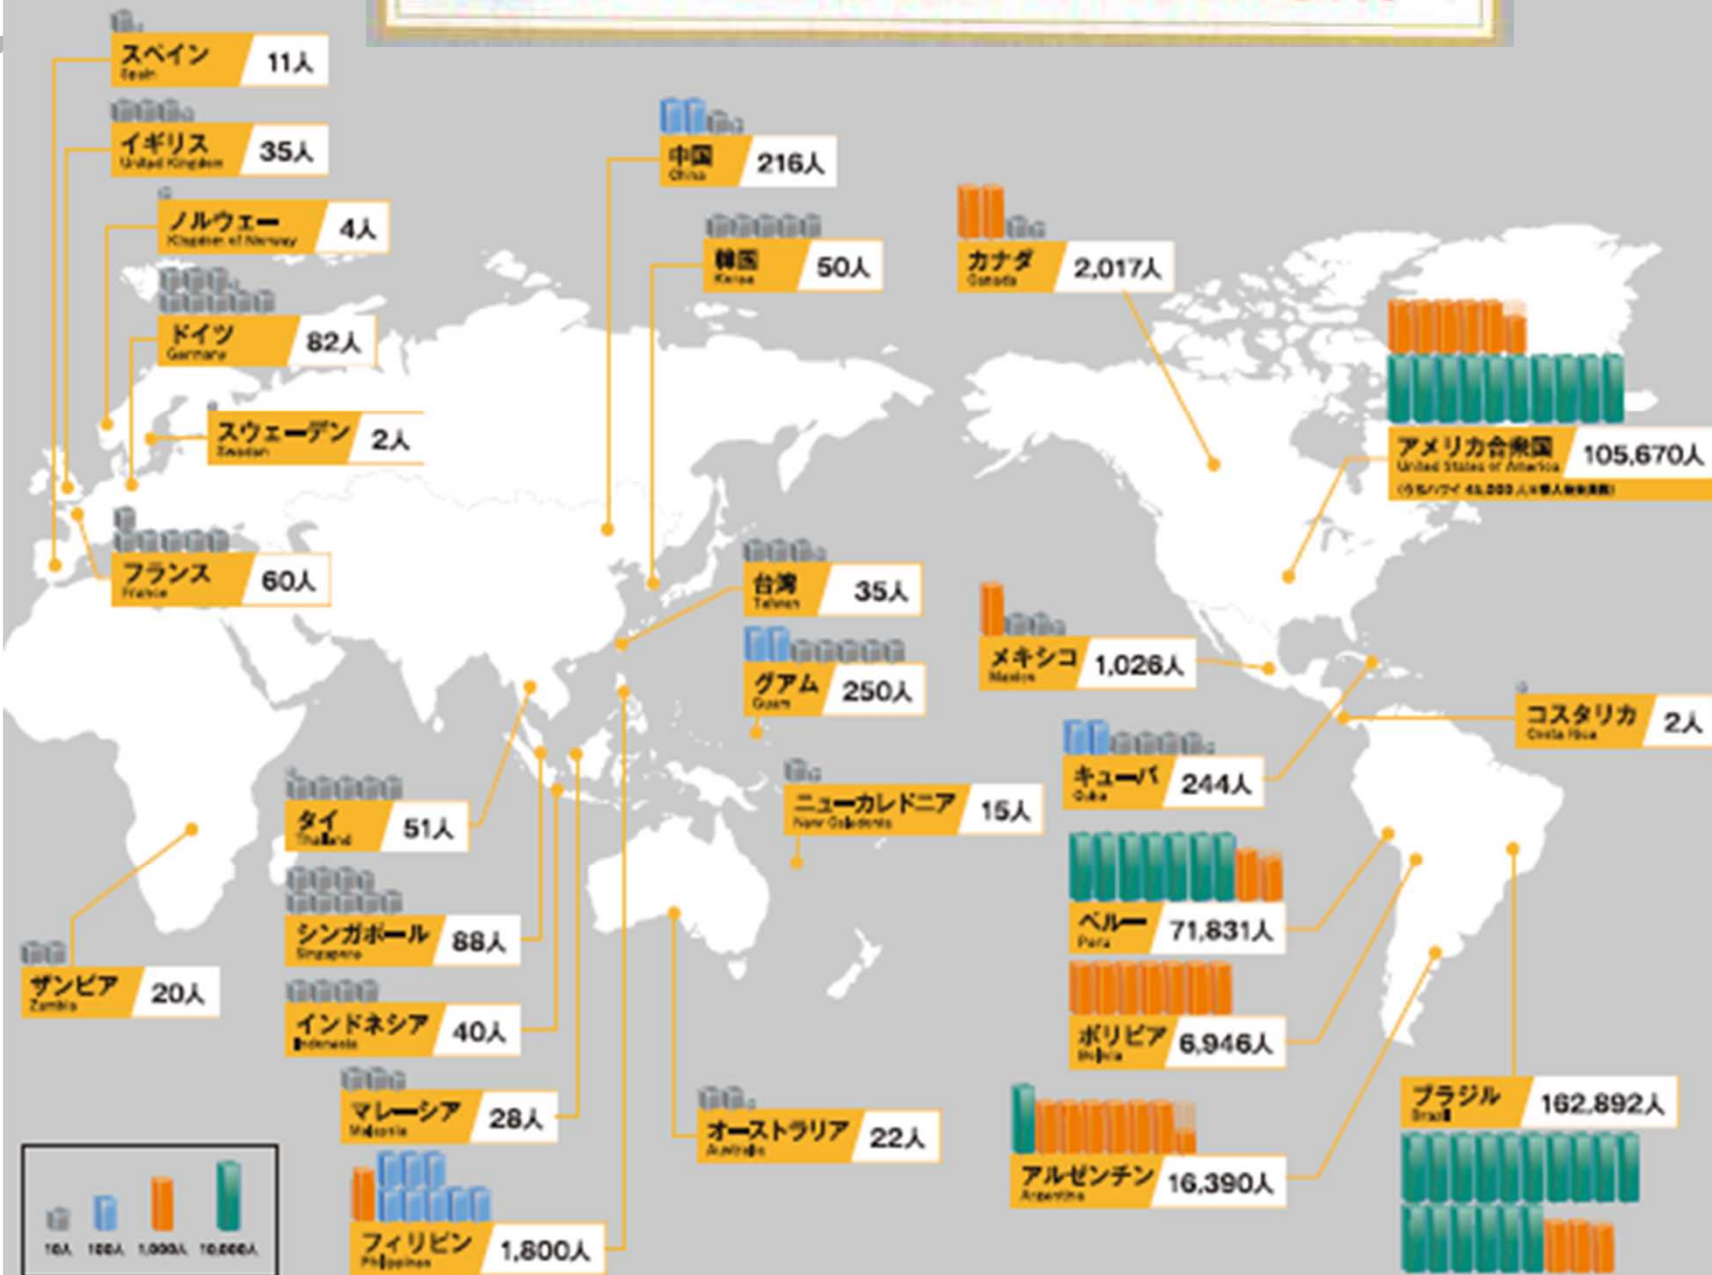 スペイン 11人
Spain
イギリス 35人
United Kingdom
ノルウェー 4人
Kingdom of Norway
ドイツ 82人
Germany
スウェーデン 2人
Sweden
フランス 60人
France
中国 216人
China
韓国 50人
Korea
カナダ 2,017人
Canada
アメリカ合衆国 105,670人
United States of America
台湾 35人
Taiwan
グアム 250人
Guam
メキシコ 1,026人
Mexico
コスタリカ 2人
Costa Rica
キューバ 244人
Cuba
ニューカレドニア 15人
New Caledonia
タイ 51人
Thailand
シンガポール 88人
Singapore
ザンビア 20人
Zambia
インドネシア 40人
Indonesia
マレーシア 28人
Malaysia
フィリピン 1,800人
Philippines
オーストラリア 22人
Australia
ペルー 71,831人
Peru
ボリビア 6,946人
Bolivia
アルゼンチン 16,390人
Argentina
ブラジル 162,892人
Brazil
10人 100人 1,000人 10,000人